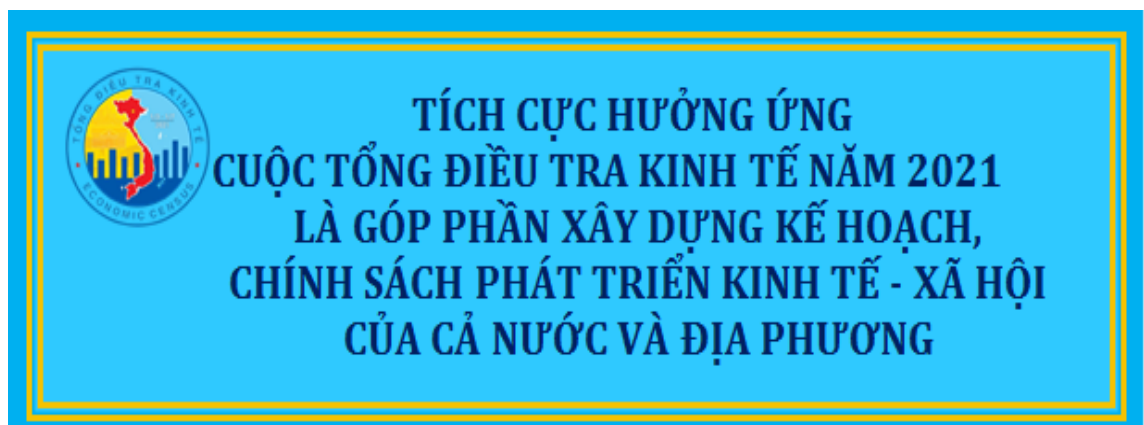 TỔNG ĐIỀU TRA KINH TẾ
ECONOMIC CENSUS
TÍCH CỰC HƯỞNG ỨNG
CUỘC TỔNG ĐIỀU TRA KINH TẾ NĂM 2021
LÀ GÓP PHẦN XÂY DỰNG KẾ HOẠCH,
CHÍNH SÁCH PHÁT TRIỂN KINH TẾ - XÃ HỘI
CỦA CẢ NƯỚC VÀ ĐỊA PHƯƠNG